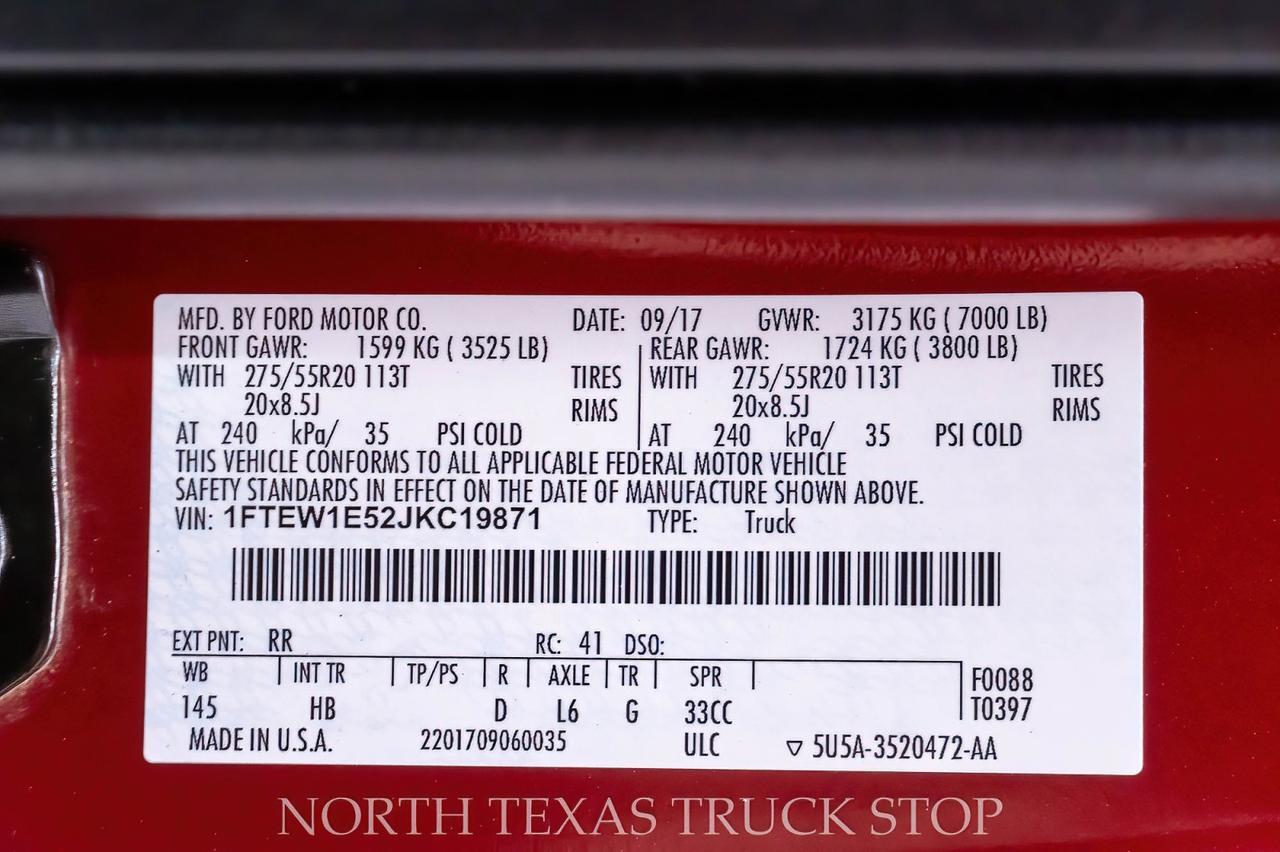 MFD. BY FORD MOTOR CO. DATE: 09/17 GVWR: 3175 KG ( 7000 LB)
FRONT GAWR: 1599 KG ( 3525 LB) REAR GAWR: 1724 KG ( 3800 LB)
WITH 275/55R20 113T TIRES WITH 275/55R20 113T TIRES
20x8.5J RIMS 20x8.5J RIMS
AT 240 kPa/ 35 PSI COLD AT 240 kPa/ 35 PSI COLD
THIS VEHICLE CONFORMS TO ALL APPLICABLE FEDERAL MOTOR VEHICLE
SAFETY STANDARDS IN EFFECT ON THE DATE OF MANUFACTURE SHOWN ABOVE.
VIN: 1FTEW1E52JKC19871 TYPE: Truck
EXT PNT: RR RC: 41 DSO:
WB INT TR TP/PS R AXLE TR SPR F0088
145 HB D L6 G 33CC T0397
MADE IN U.S.A. 2201709060035 ULC ▽ 5U5A-3520472-AA
NORTH TEXAS TRUCK STOP